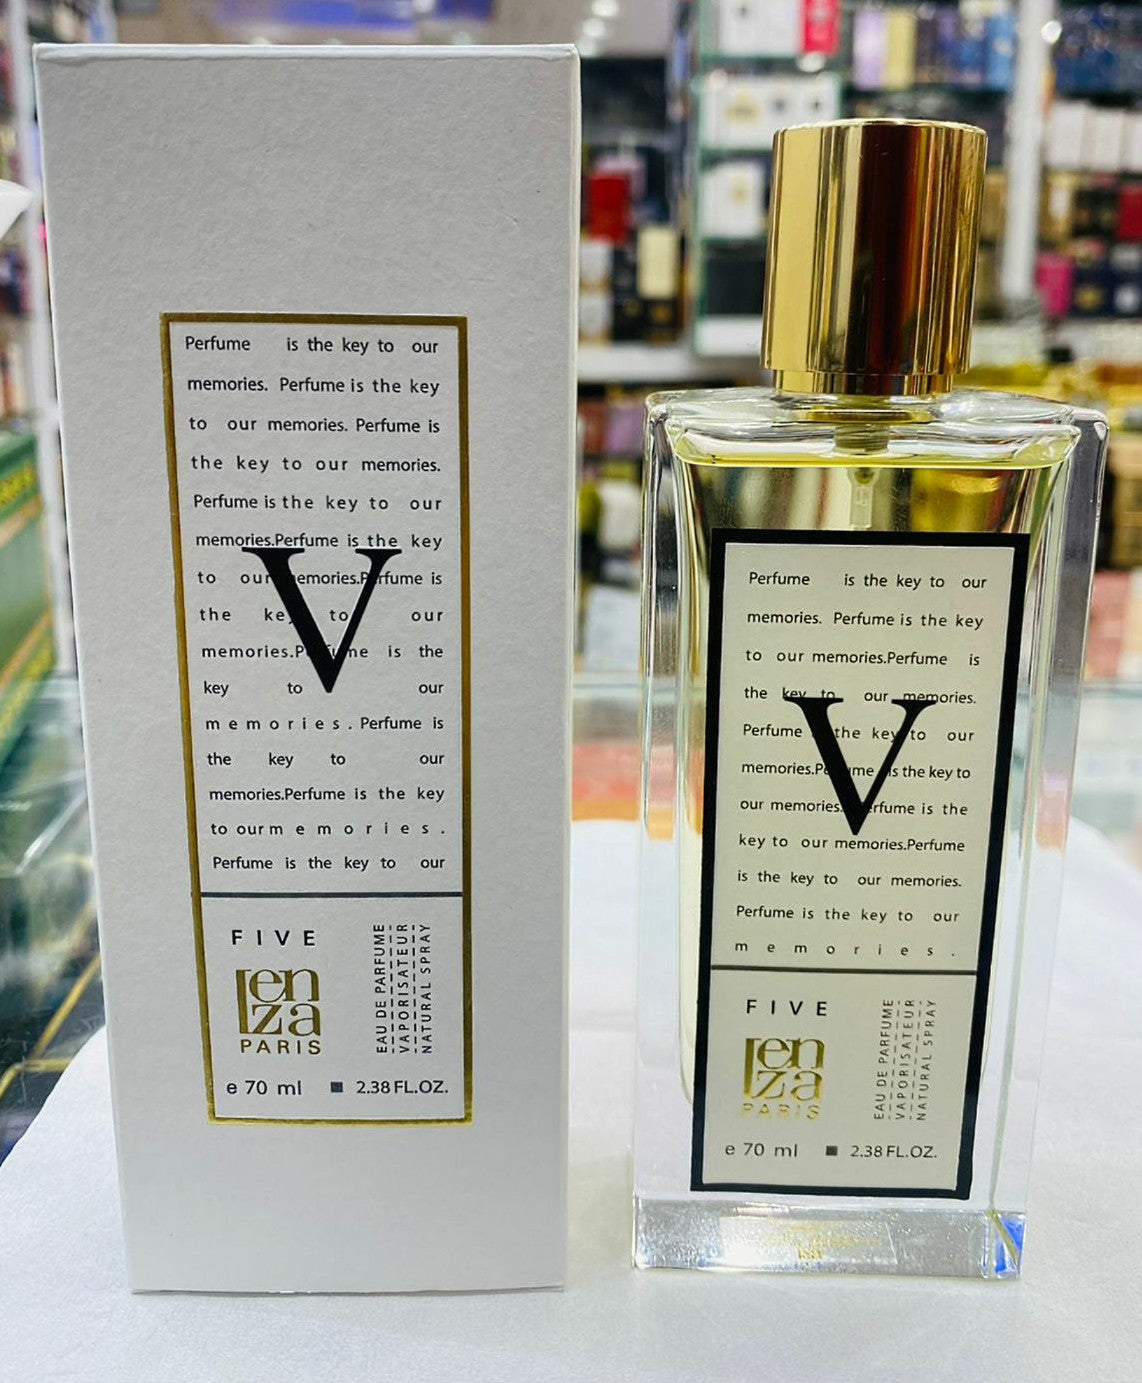 Perfume is the key to our
memories. Perfume is the key
to our memories. Perfume is
the key to our memories.
Perfume is the key to our
memories.Perfume is the key
to our memories.Perfume is
the key to our
memories.Perfume is the
key to our
memories. Perfume is
the key to our
memories.Perfume is the key
to our memories.
Perfume is the key to our
V
FIVE
enza
PARIS
EAU DE PARFUME
VAPORISATEUR
NATURAL SPRAY
e 70 ml ■ 2.38 FL.OZ.
Perfume is the key to our
memories. Perfume is the key
to our memories.Perfume is
the key to our memories.
Perfume is the key to our
memories.Perfume is the key to
our memories. Perfume is the
key to our memories.Perfume
is the key to our memories.
Perfume is the key to our
memories.
V
FIVE
enza
PARIS
EAU DE PARFUME
VAPORISATEUR
NATURAL SPRAY
e 70 ml ■ 2.38 FL.OZ.